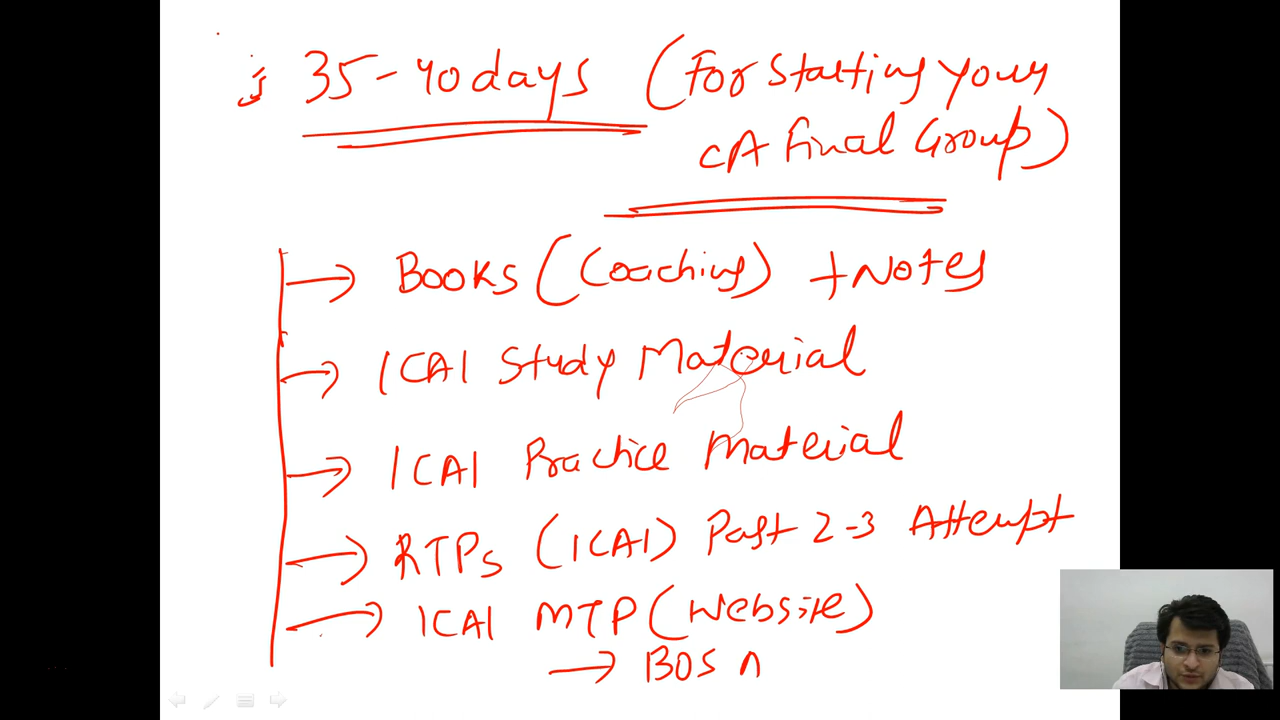 35-40 days (For starting your
CA Final Group)
Books (Coaching) + Notes
ICAI Study Material
ICAI Practice Material
RTPs (ICAI) Past 2-3 Attempt
ICAI MTP (Website)
→ BOS